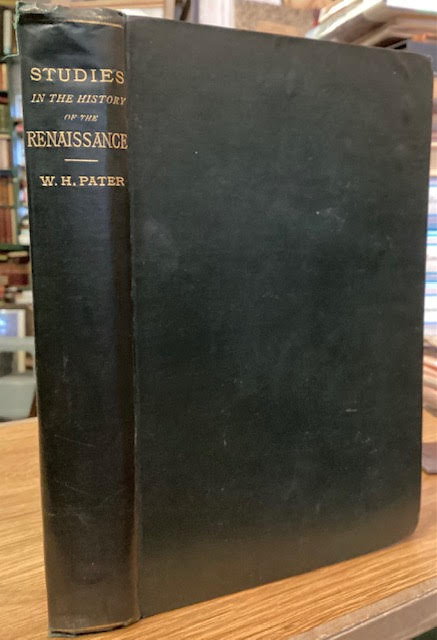 STUDIES
IN THE HISTORY
OF THE
RENAISSANCE
W. H. PATER